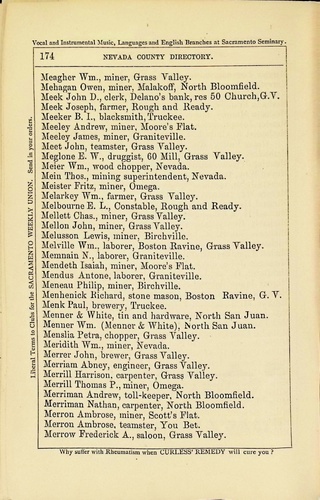 Vocal and Instrumental Music, Languages and English Branches at Sacramento Seminary.
174 NEVADA COUNTY DIRECTORY.
Meagher Wm., miner, Grass Valley.
Mehagan Owen, miner, Malakoff, North Bloomfield.
Meek John D., clerk, Delano's bank, res 50 Church, G.V.
Meek Joseph, farmer, Rough and Ready.
Meeker B. I., blacksmith, Truckee.
Meeley Andrew, miner, Moore's Flat.
Meeley James, miner, Graniteville.
Meet John, teamster, Grass Valley.
Meglone E. W., druggist, 60 Mill, Grass Valley.
Meier Wm., wood chopper, Nevada.
Mein Thos., mining superintendent, Nevada.
Meister Fritz, miner, Omega.
Melarkey Wm., farmer, Grass Valley.
Melbourne E. L., Constable, Rough and Ready.
Mellett Chas., miner, Grass Valley.
Mellon John, miner, Grass Valley.
Melusson Lewis, miner, Birchville.
Melville Wm., laborer, Boston Ravine, Grass Valley.
Memnain N., laborer, Graniteville.
Mendeth Isaiah, miner, Moore's Flat.
Mendus Antone, laborer, Graniteville.
Meneau Philip, miner, Birchville.
Menhenick Richard, stone mason, Boston Ravine, G. V.
Menk Paul, brewery, Truckee.
Menner & White, tin and hardware, North San Juan.
Menner Wm. (Menner & White), North San Juan.
Menslia Petra, chopper, Grass Valley.
Meridith Wm., miner, Nevada.
Merrer John, brewer, Grass Valley.
Merriam Abney, engineer, Grass Valley.
Merrill Harrison, carpenter, Grass Valley.
Merrill Thomas P., miner, Omega.
Merriman Andrew, toll-keeper, North Bloomfield.
Merriman Nathan, carpenter, North Bloomfield.
Merron Ambrose, miner, Scott's Flat.
Merron Ambrose, teamster, You Bet.
Merrow Frederick A., saloon, Grass Valley.
Why suffer with Rheumatism when CURLESS' REMEDY will cure you?
Liberal Terms to Clubs for the SACRAMENTO WEEKLY UNION. Send in your orders.